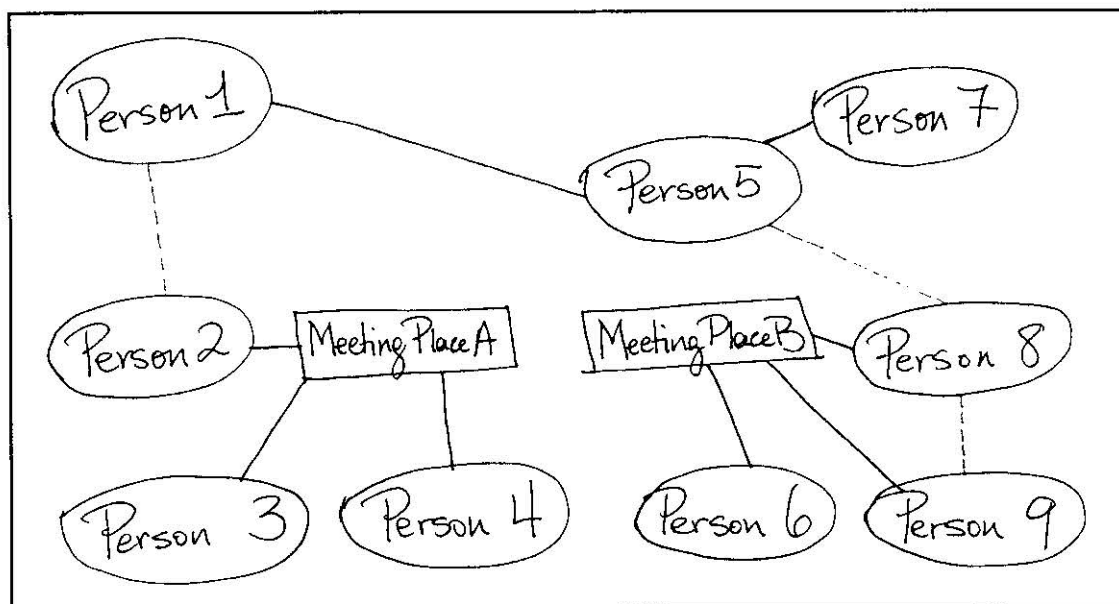 Person 1
Person 7
Person 5
Person 2
Meeting Place A
Meeting Place B
Person 8
Person 3
Person 4
Person 6
Person 9